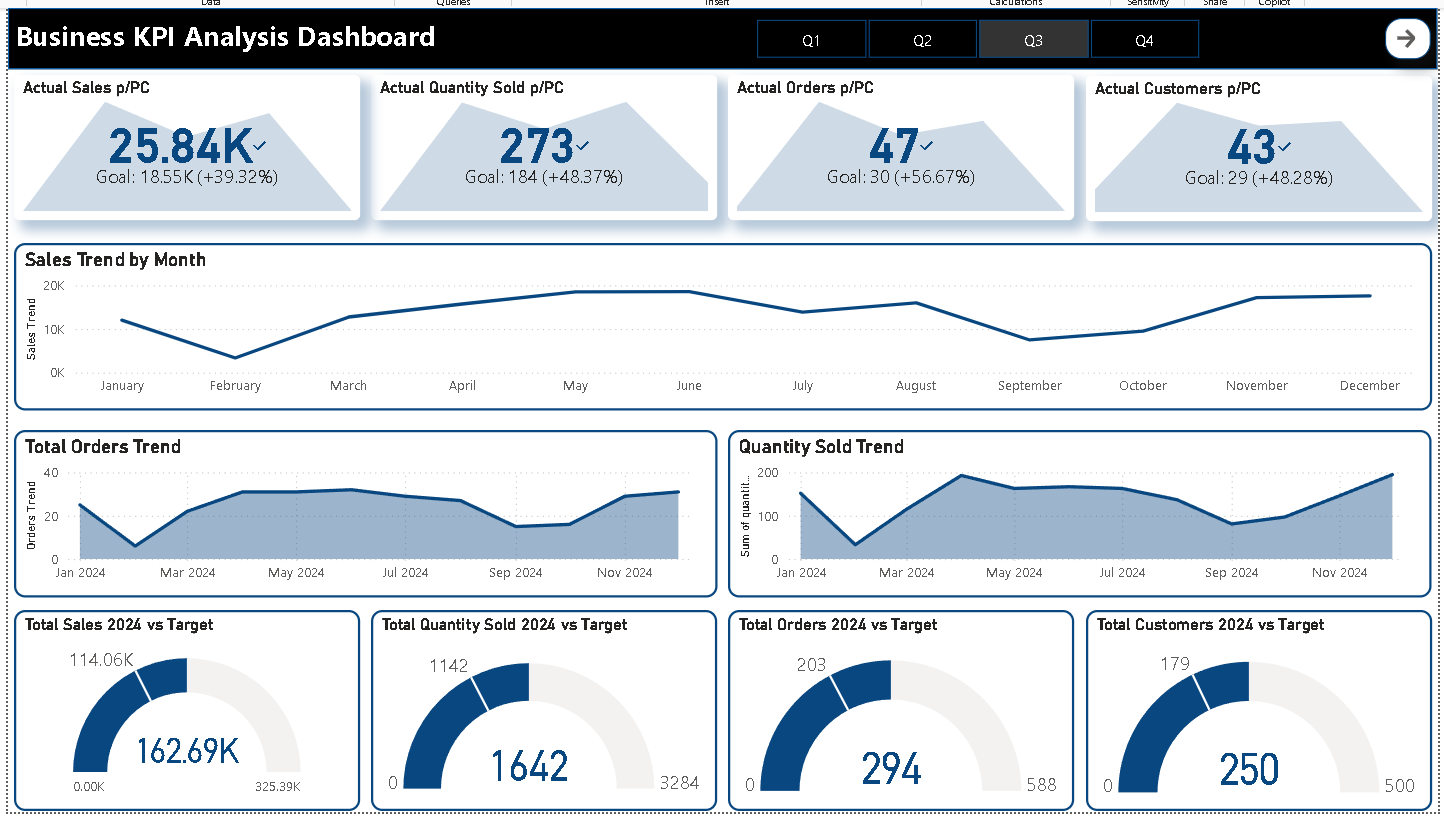 Data Queries Insert Calculations Sensitivity Share Copilot
Business KPI Analysis Dashboard
Q1 Q2 Q3 Q4
Actual Sales p/PC
25.84K
Goal: 18.55K (+39.32%)
Actual Quantity Sold p/PC
273
Goal: 184 (+48.37%)
Actual Orders p/PC
47
Goal: 30 (+56.67%)
Actual Customers p/PC
43
Goal: 29 (+48.28%)
Sales Trend by Month
Sales Trend
20K
10K
0K
January February March April May June July August September October November December
Total Orders Trend
Orders Trend
40
20
0
Jan 2024 Mar 2024 May 2024 Jul 2024 Sep 2024 Nov 2024
Quantity Sold Trend
Sum of quantit...
200
100
0
Jan 2024 Mar 2024 May 2024 Jul 2024 Sep 2024 Nov 2024
Total Sales 2024 vs Target
114.06K
162.69K
0.00K 325.39K
Total Quantity Sold 2024 vs Target
1142
1642
0 3284
Total Orders 2024 vs Target
203
294
0 588
Total Customers 2024 vs Target
179
250
0 500